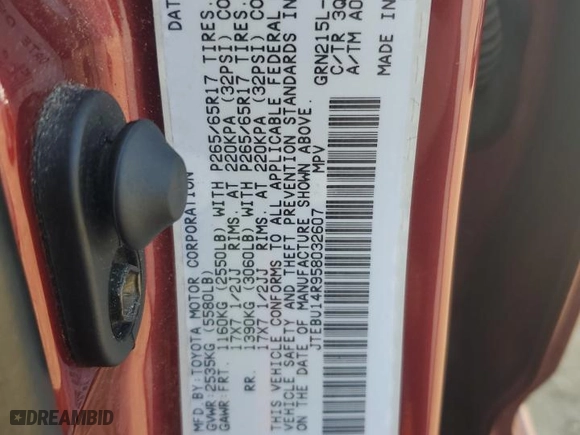 MFD BY:TOYOTA MOTOR CORPORATION DATE
GVWR:2535KG (5580LB)
GAWR:FRT. 1160KG (2550LB) WITH P265/65R17 TIRES.
17X7 1/2JJ RIMS. AT 220KPA (32PSI) CO
RR. 1390KG (3060LB) WITH P265/65R17 TIRES.
17X7 1/2JJ RIMS. AT 220KPA (32PSI) CO
THIS VEHICLE CONFORMS TO ALL APPLICABLE FEDERAL
VEHICLE SAFETY AND THEFT PREVENTION STANDARDS IN
ON THE DATE OF MANUFACTURE SHOWN ABOVE.
JTEBU14R958032607 MPV
GRN215L-
C/TR 3Q
A/TM A0
MADE IN
DREAMBID